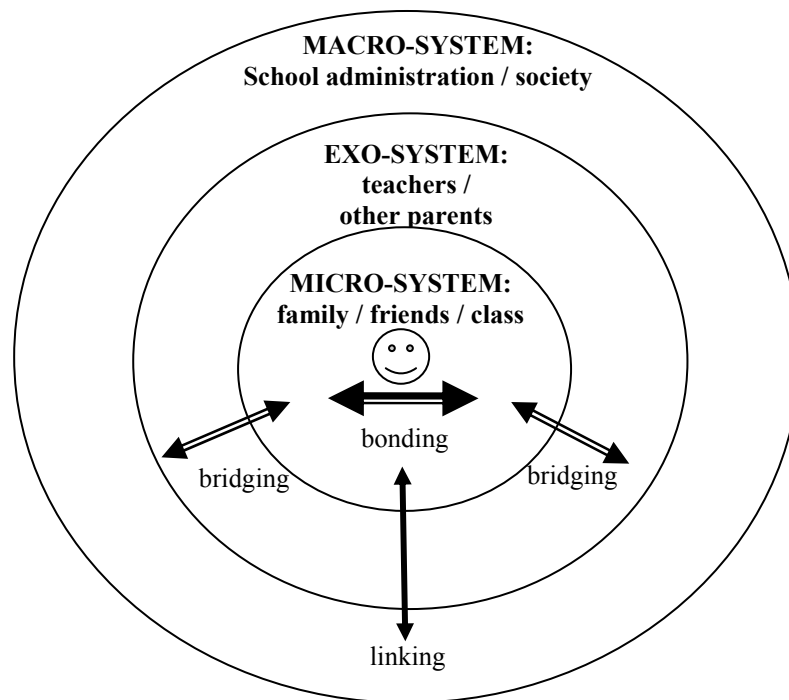 MACRO-SYSTEM:
School administration / society
EXO-SYSTEM:
teachers /
other parents
MICRO-SYSTEM:
family / friends / class
bonding
bridging
bridging
linking